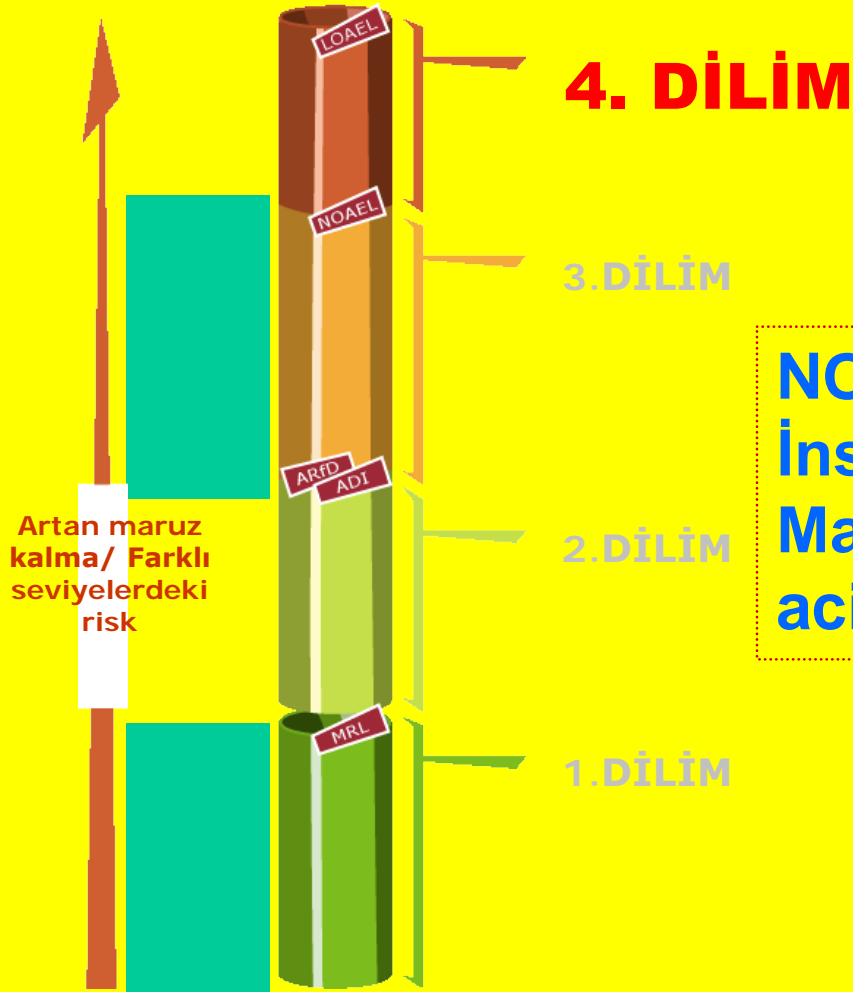 LOAEL
4. DİLİM
NOAEL
3.DİLİM
ARfD
ADI
Artan maruz
kalma/ Farklı
seviyelerdeki
risk
2.DİLİM
MRL
1.DİLİM